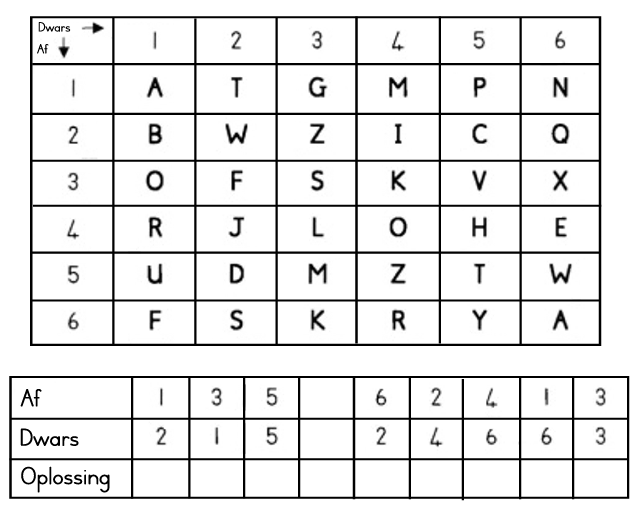 Dwars → 1 2 3 4 5 6
Af ↓
1 A T G M P N
2 B W Z I C Q
3 O F S K V X
4 R J L O H E
5 U D M Z T W
6 F S K R Y A
Af 1 3 5 6 2 4 1 3
Dwars 2 1 5 2 4 6 6 3
Oplossing